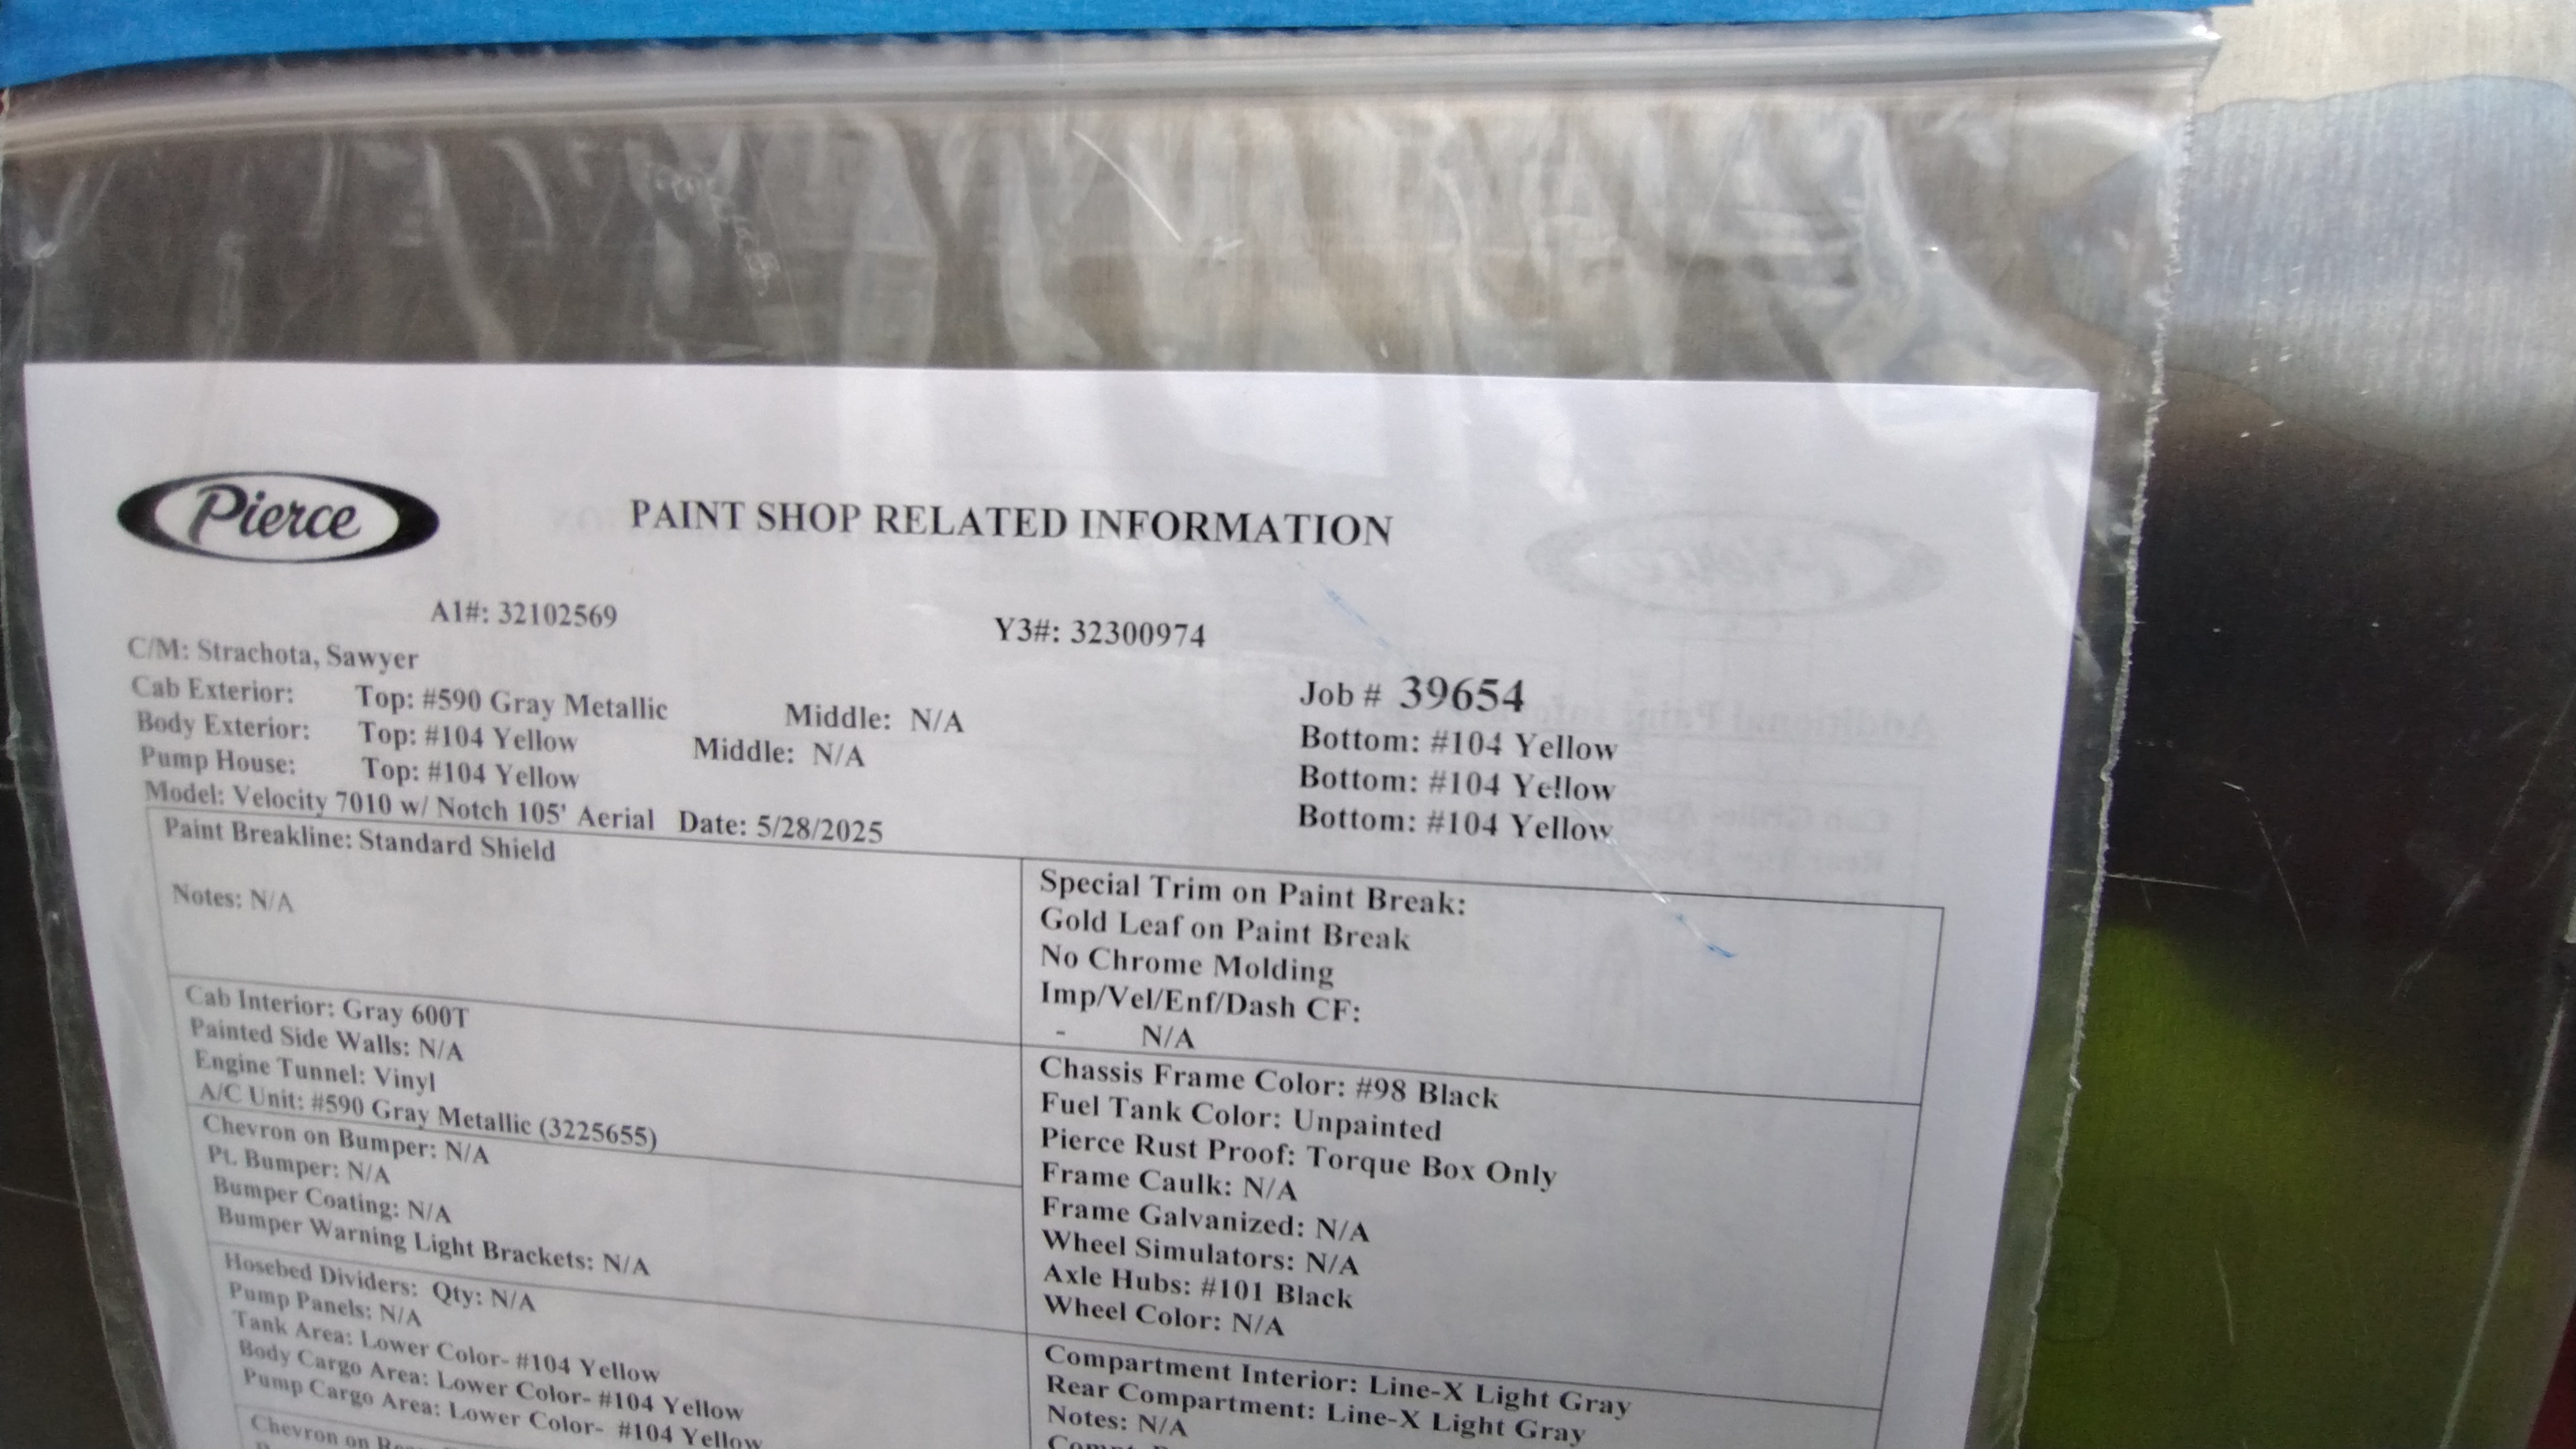 Pierce
PAINT SHOP RELATED INFORMATION
A1#: 32102569 Y3#: 32300974
C/M: Strachota, Sawyer Job # 39654
Cab Exterior: Top: #590 Gray Metallic Middle: N/A Bottom: #104 Yellow
Body Exterior: Top: #104 Yellow Middle: N/A Bottom: #104 Yellow
Pump House: Top: #104 Yellow Bottom: #104 Yellow
Model: Velocity 7010 w/ Notch 105' Aerial Date: 5/28/2025
Paint Breakline: Standard Shield
Notes: N/A
Special Trim on Paint Break:
Gold Leaf on Paint Break
No Chrome Molding
Imp/Vel/Enf/Dash CF:
- N/A
Cab Interior: Gray 600T
Painted Side Walls: N/A
Engine Tunnel: Vinyl
A/C Unit: #590 Gray Metallic (3225655)
Chevron on Bumper: N/A
Pt. Bumper: N/A
Bumper Coating: N/A
Bumper Warning Light Brackets: N/A
Chassis Frame Color: #98 Black
Fuel Tank Color: Unpainted
Pierce Rust Proof: Torque Box Only
Frame Caulk: N/A
Frame Galvanized: N/A
Wheel Simulators: N/A
Axle Hubs: #101 Black
Wheel Color: N/A
Hosebed Dividers: Qty: N/A
Pump Panels: N/A
Tank Area: Lower Color- #104 Yellow
Body Cargo Area: Lower Color- #104 Yellow
Pump Cargo Area: Lower Color- #104 Yellow
Compartment Interior: Line-X Light Gray
Rear Compartment: Line-X Light Gray
Notes: N/A
Chevron on